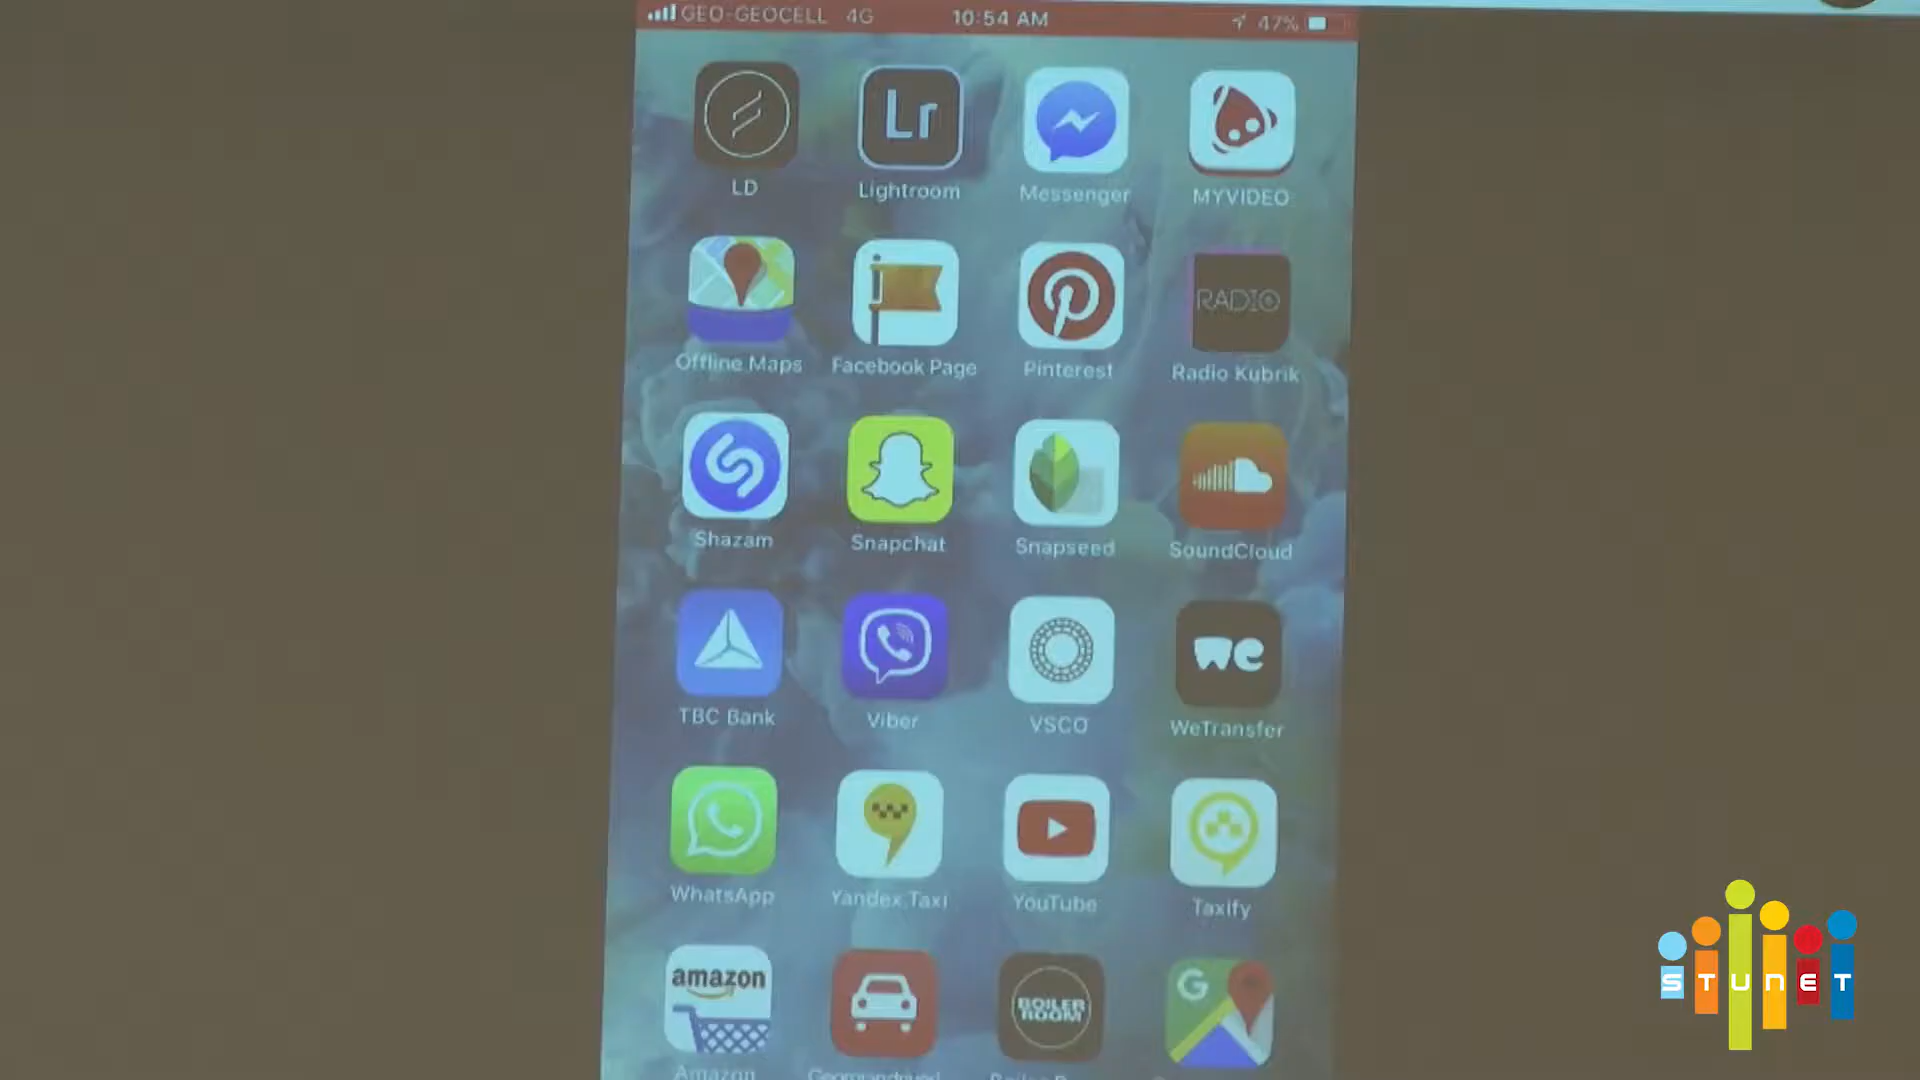 GEO-GEOCELL 4G 10:54 AM 47%
Lr
LD Lightroom Messenger MYVIDEO
RADIO
Offline Maps Facebook Page Pinterest Radio Kubrik
Shazam Snapchat Snapseed SoundCloud
we
TBC Bank Viber VSCO WeTransfer
WhatsApp Yandex.Taxi YouTube Taxify
amazon
BOILER
ROOM
G
Amazon
STUNET